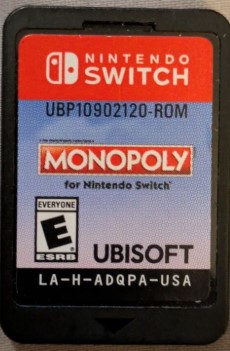 NINTENDO
SWITCH
UBP10902120-ROM
MONOPOLY
for Nintendo Switch
EVERYONE
E
ESRB
UBISOFT
LA-H-ADQPA-USA